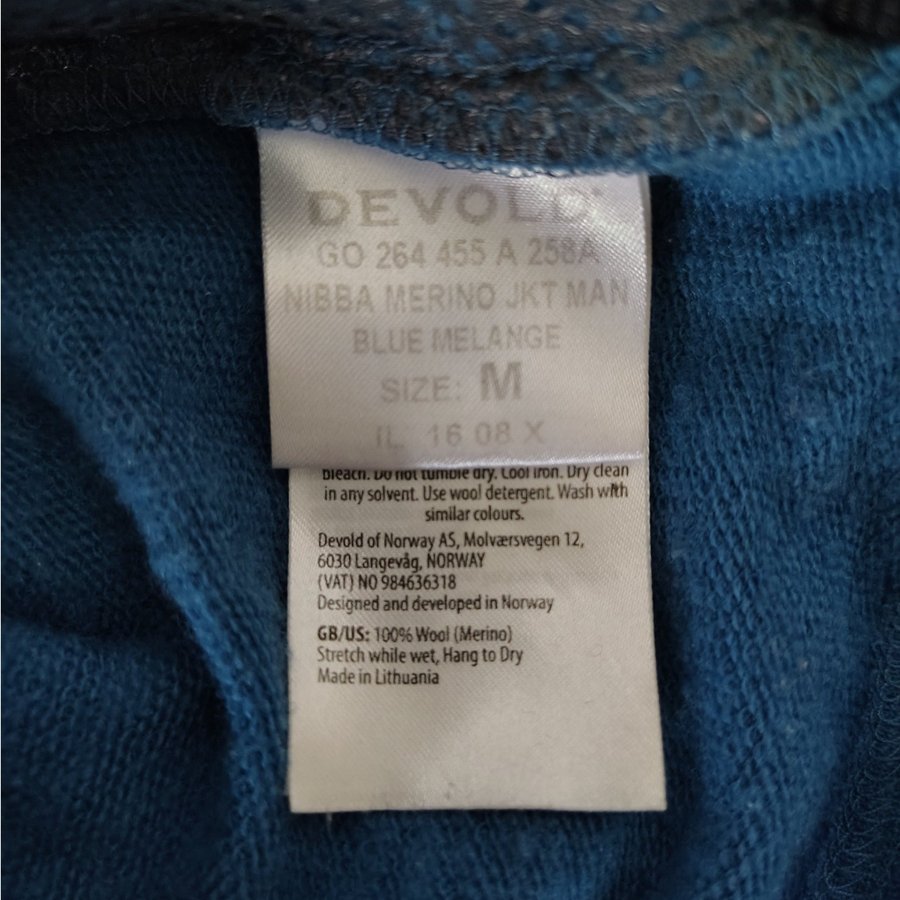 DEVOLD
GO 264 455 A 258A
NIBBA MERINO JKT MAN
BLUE MELANGE
SIZE: M
IL 16 08 X
bleach. Do not tumble dry. Cool iron. Dry clean
in any solvent. Use wool detergent. Wash with
similar colours.
Devold of Norway AS, Molværsvegen 12,
6030 Langevåg, NORWAY
(VAT) NO 984636318
Designed and developed in Norway
GB/US: 100% Wool (Merino)
Stretch while wet, Hang to Dry
Made in Lithuania